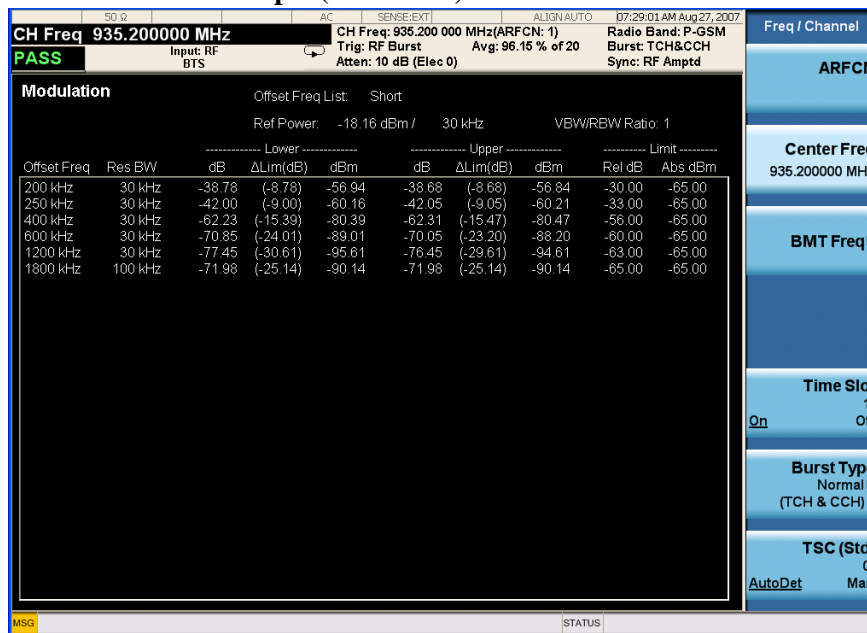 50 Ω AC SENSE:EXT ALIGN AUTO 07:29:01 AM Aug 27, 2007
CH Freq 935.200000 MHz
PASS
Input: RF
BTS
CH Freq: 935.200 000 MHz(ARFCN: 1)
Trig: RF Burst Avg: 96.15 % of 20
Atten: 10 dB (Elec 0)
Radio Band: P-GSM
Burst: TCH&CCH
Sync: RF Amptd
Modulation
Offset Freq List: Short
Ref Power: -18.16 dBm / 30 kHz VBW/RBW Ratio: 1
------------- Lower ------------- ------------- Upper ------------- ---------- Limit ---------
Offset Freq Res BW dB ΔLim(dB) dBm dB ΔLim(dB) dBm Rel dB Abs dBm
200 kHz 30 kHz -38.78 (-8.78) -56.94 -38.68 (-8.68) -56.84 -30.00 -65.00
250 kHz 30 kHz -42.00 (-9.00) -60.16 -42.05 (-9.05) -60.21 -33.00 -65.00
400 kHz 30 kHz -62.23 (-15.39) -80.39 -62.31 (-15.47) -80.47 -56.00 -65.00
600 kHz 30 kHz -70.85 (-24.01) -89.01 -70.05 (-23.20) -88.20 -60.00 -65.00
1200 kHz 30 kHz -77.45 (-30.61) -95.61 -76.45 (-29.61) -94.61 -63.00 -65.00
1800 kHz 100 kHz -71.98 (-25.14) -90.14 -71.98 (-25.14) -90.14 -65.00 -65.00
Freq / Channel
ARFC
Center Fre
935.200000 MH
BMT Freq
Time Slo
On O
Burst Typ
Normal
(TCH & CCH)
TSC (Std
AutoDet Ma
MSG STATUS